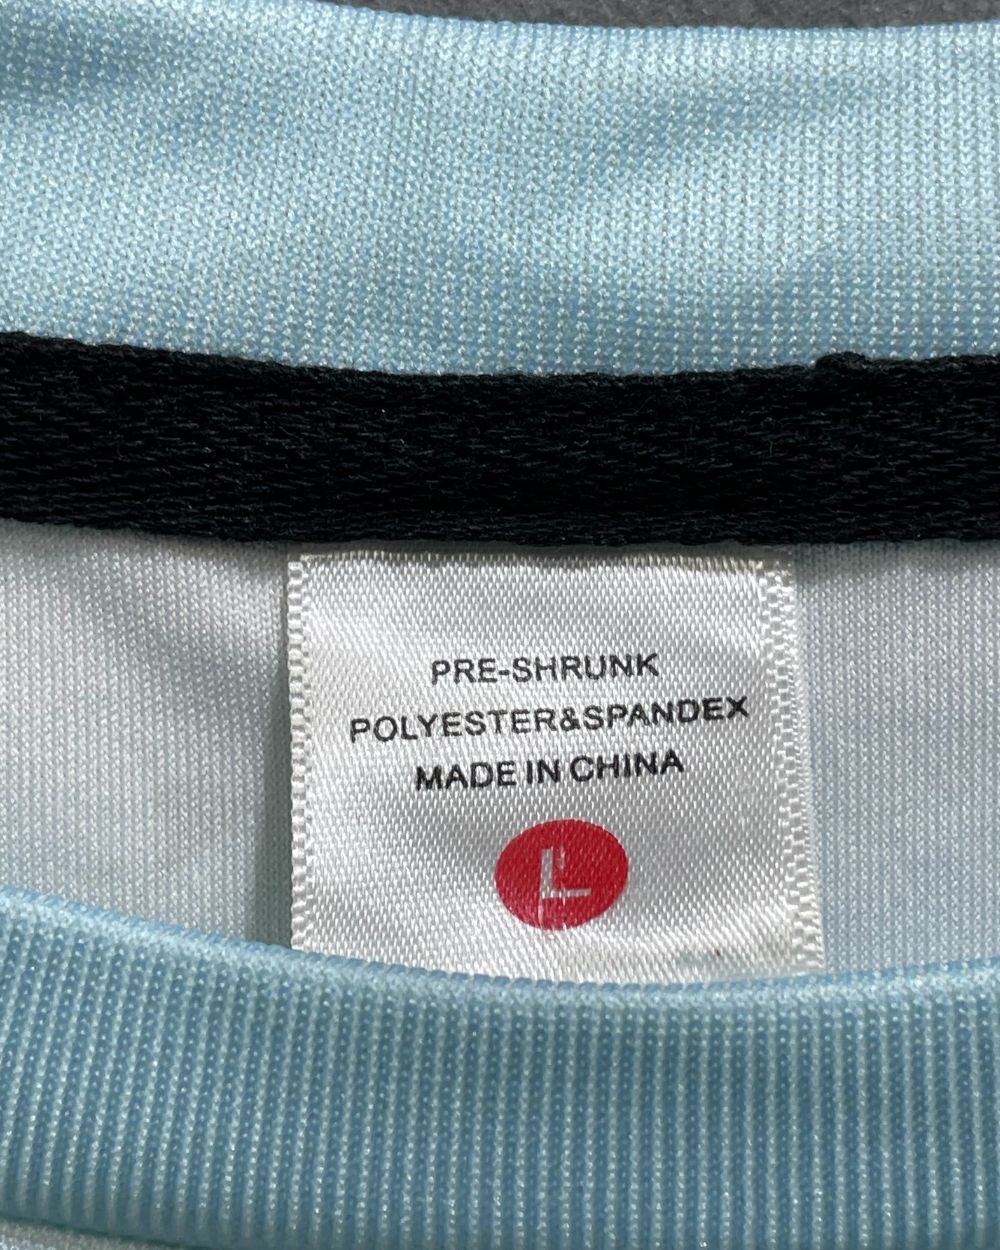 PRE-SHRUNK
POLYESTER&SPANDEX
MADE IN CHINA
L